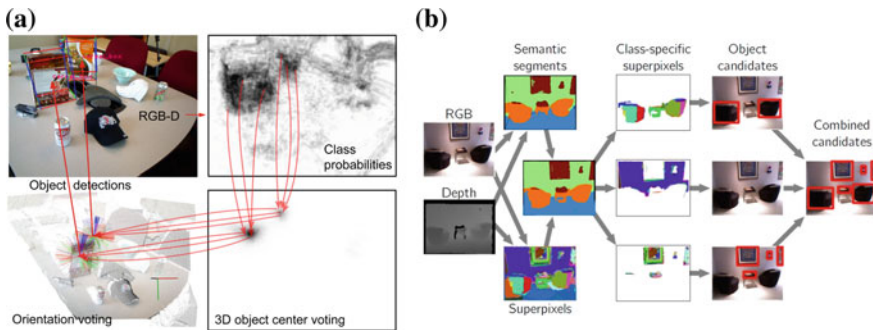 (a)
RGB-D
Class
probabilities
Object detections
Orientation voting
3D object center voting
(b)
Semantic
segments
Class-specific
superpixels
Object
candidates
RGB
Combined
candidates
Depth
Superpixels